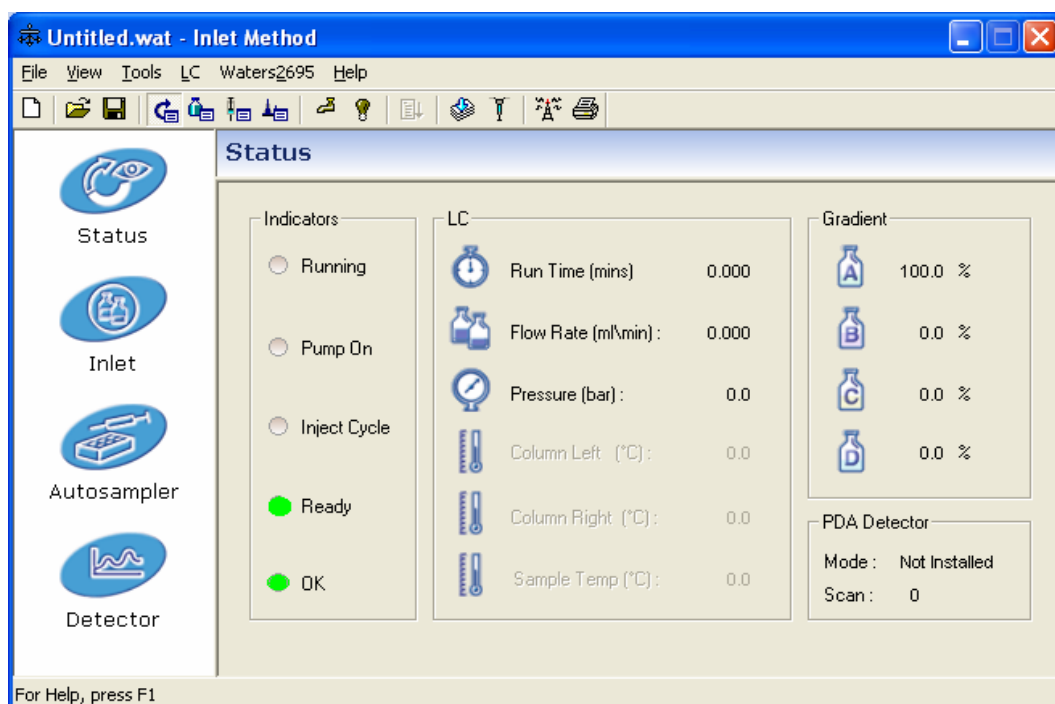 Untitled.wat - Inlet Method
File View Tools LC Waters2695 Help
Status
Inlet
Autosampler
Detector
Status
Indicators
Running
Pump On
Inject Cycle
Ready
OK
LC
Run Time (mins) 0.000
Flow Rate (ml\min) : 0.000
Pressure (bar) : 0.0
Column Left (°C) : 0.0
Column Right (°C) : 0.0
Sample Temp (°C) : 0.0
Gradient
A 100.0 %
B 0.0 %
C 0.0 %
D 0.0 %
PDA Detector
Mode : Not Installed
Scan : 0
For Help, press F1